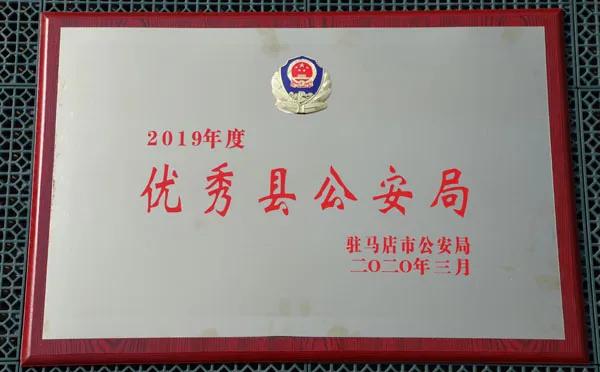 2019年度
优秀县公安局
驻马店市公安局
二〇二〇年三月